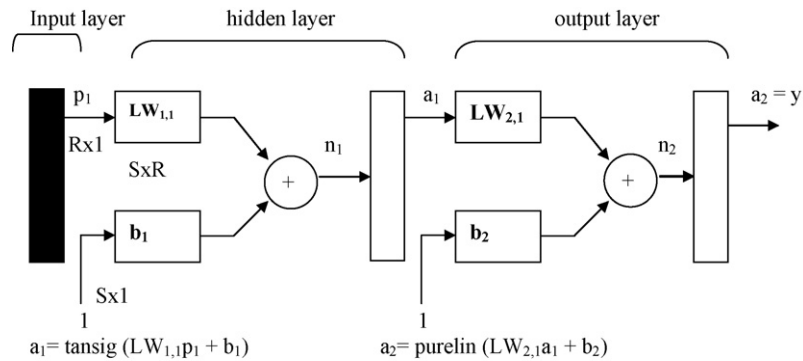 Input layer hidden layer output layer
p₁ LW₁,₁ a₁ LW₂,₁ a₂ = y
Rx1 SxR n₁ n₂
+ +
b₁ b₂
Sx1
1 1
a₁= tansig (LW₁,₁p₁ + b₁) a₂= purelin (LW₂,₁a₁ + b₂)